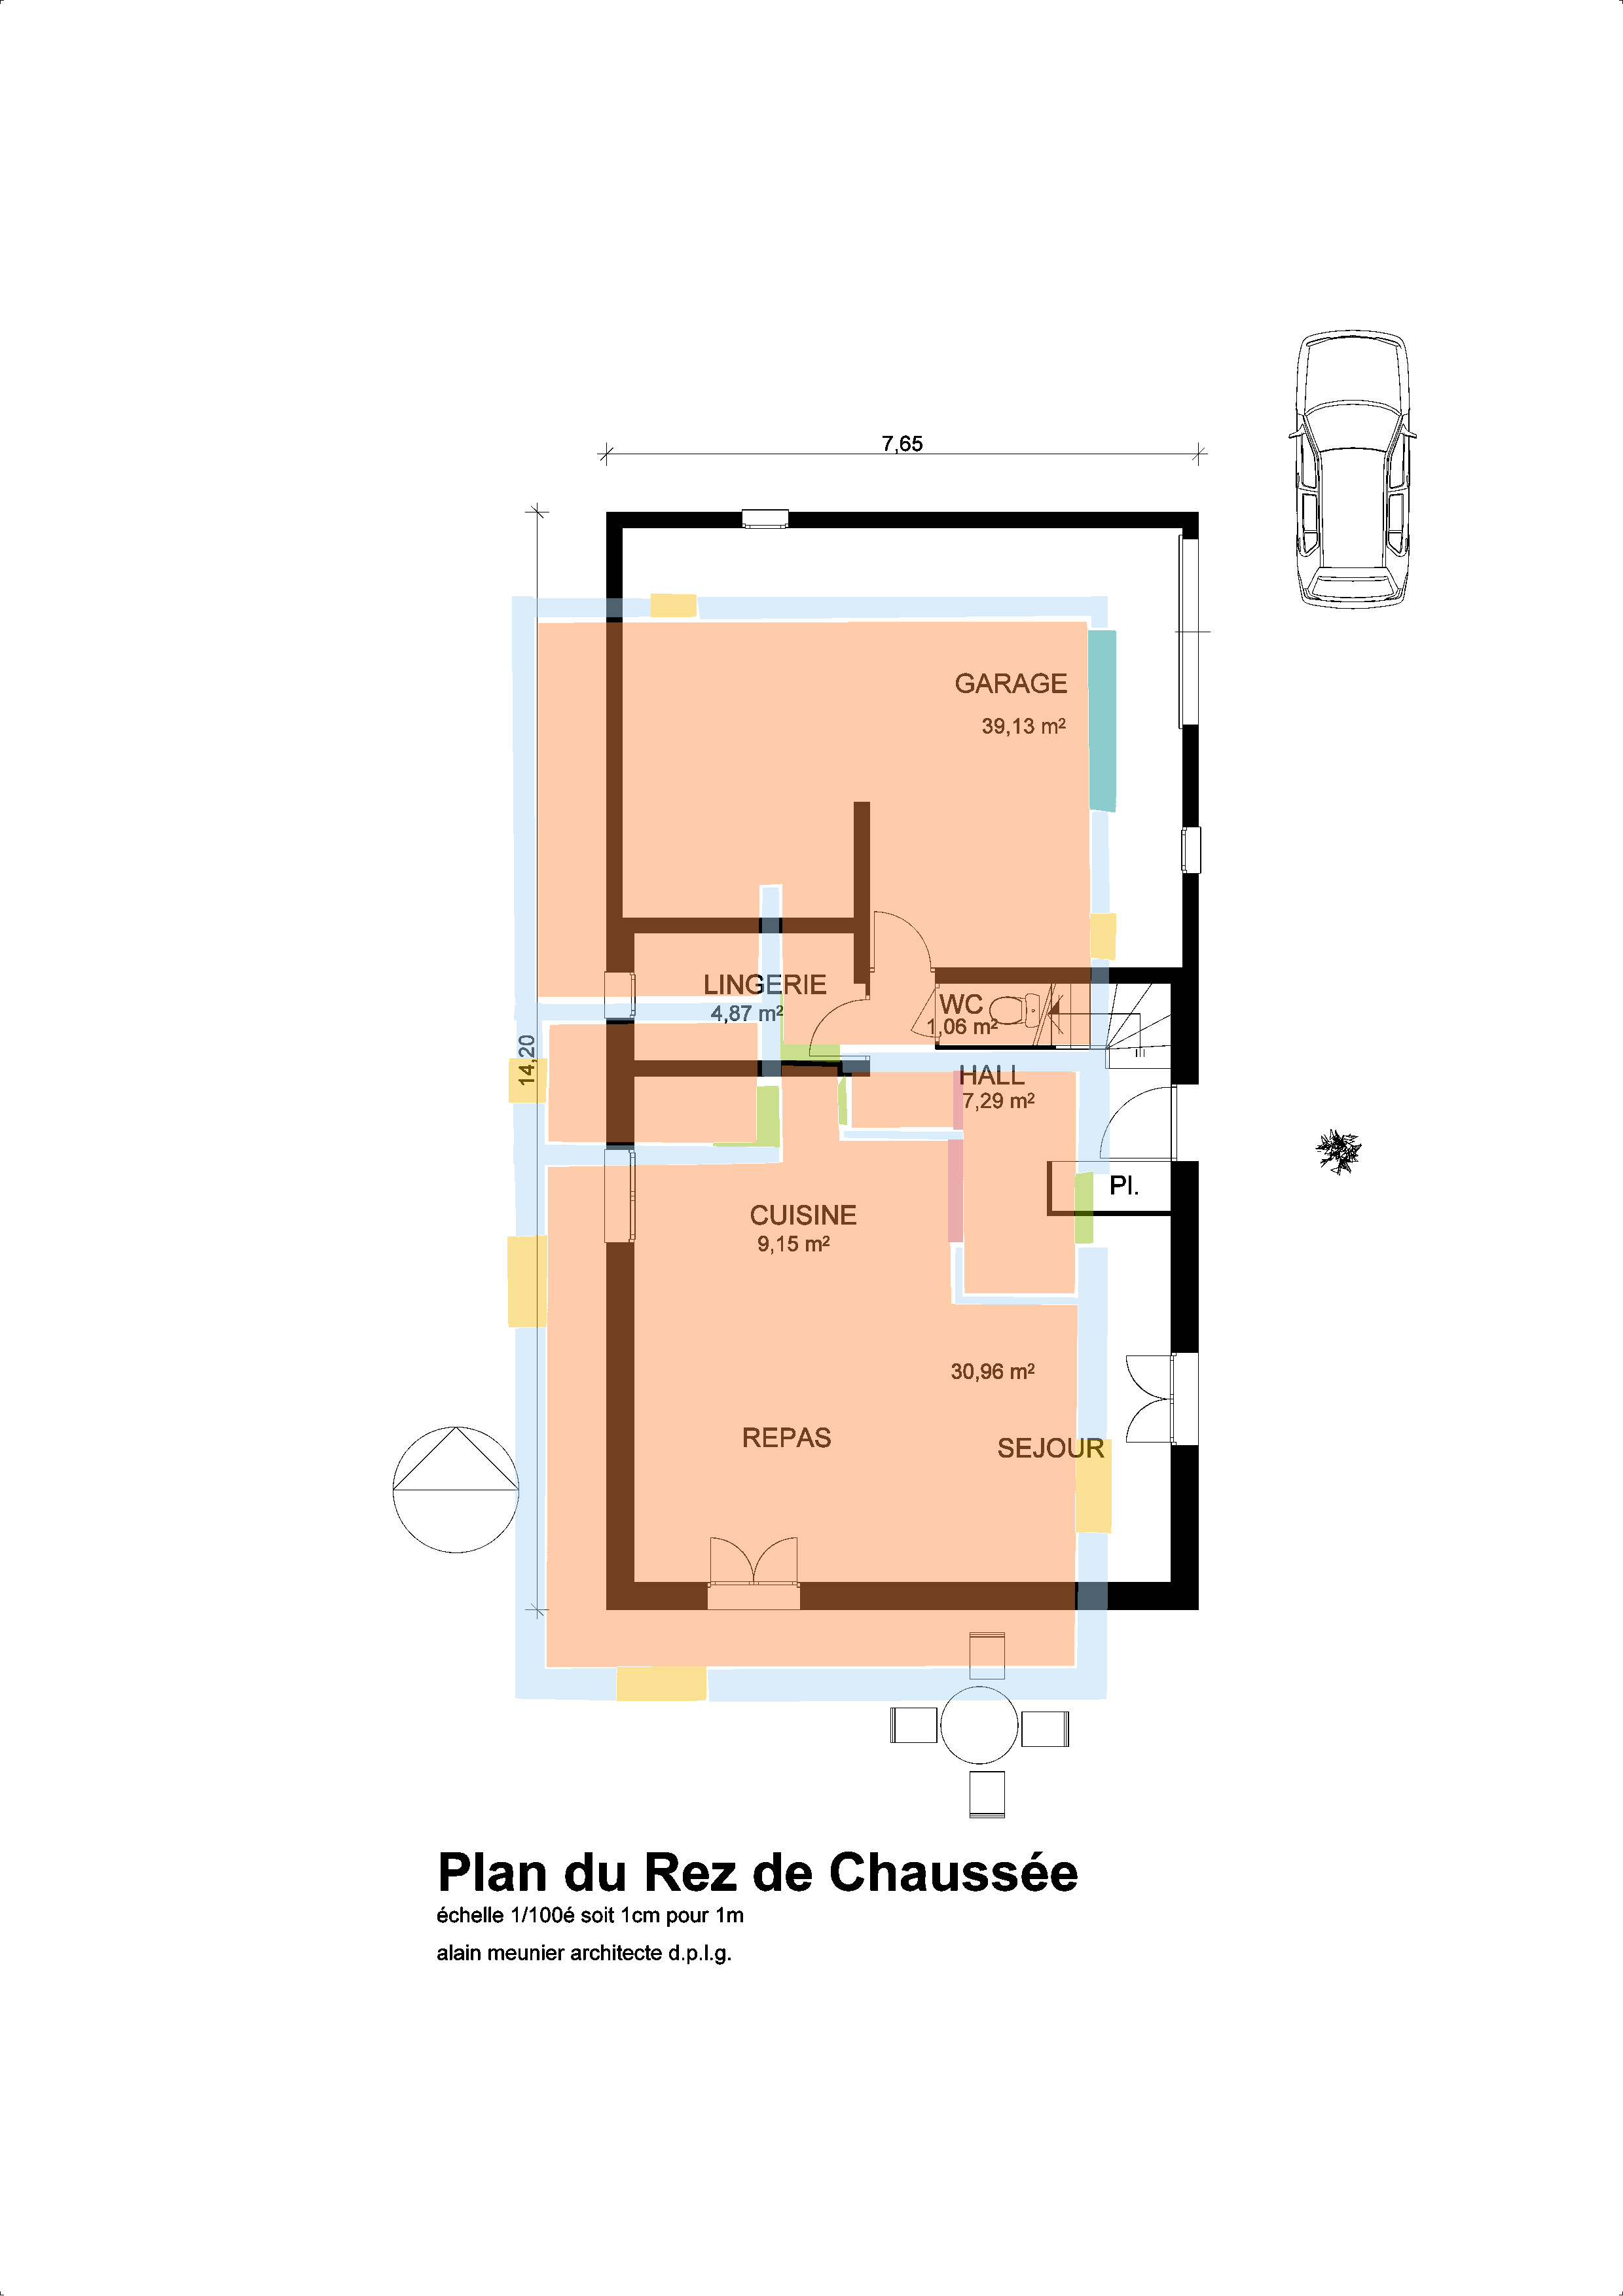 7,65
GARAGE
39,13 m²
LINGERIE
4,87 m²
WC
1,06 m²
14,20
HALL
7,29 m²
Pl.
CUISINE
9,15 m²
30,96 m²
REPAS
SEJOUR
Plan du Rez de Chaussée
échelle 1/100é soit 1cm pour 1m
alain meunier architecte d.p.l.g.